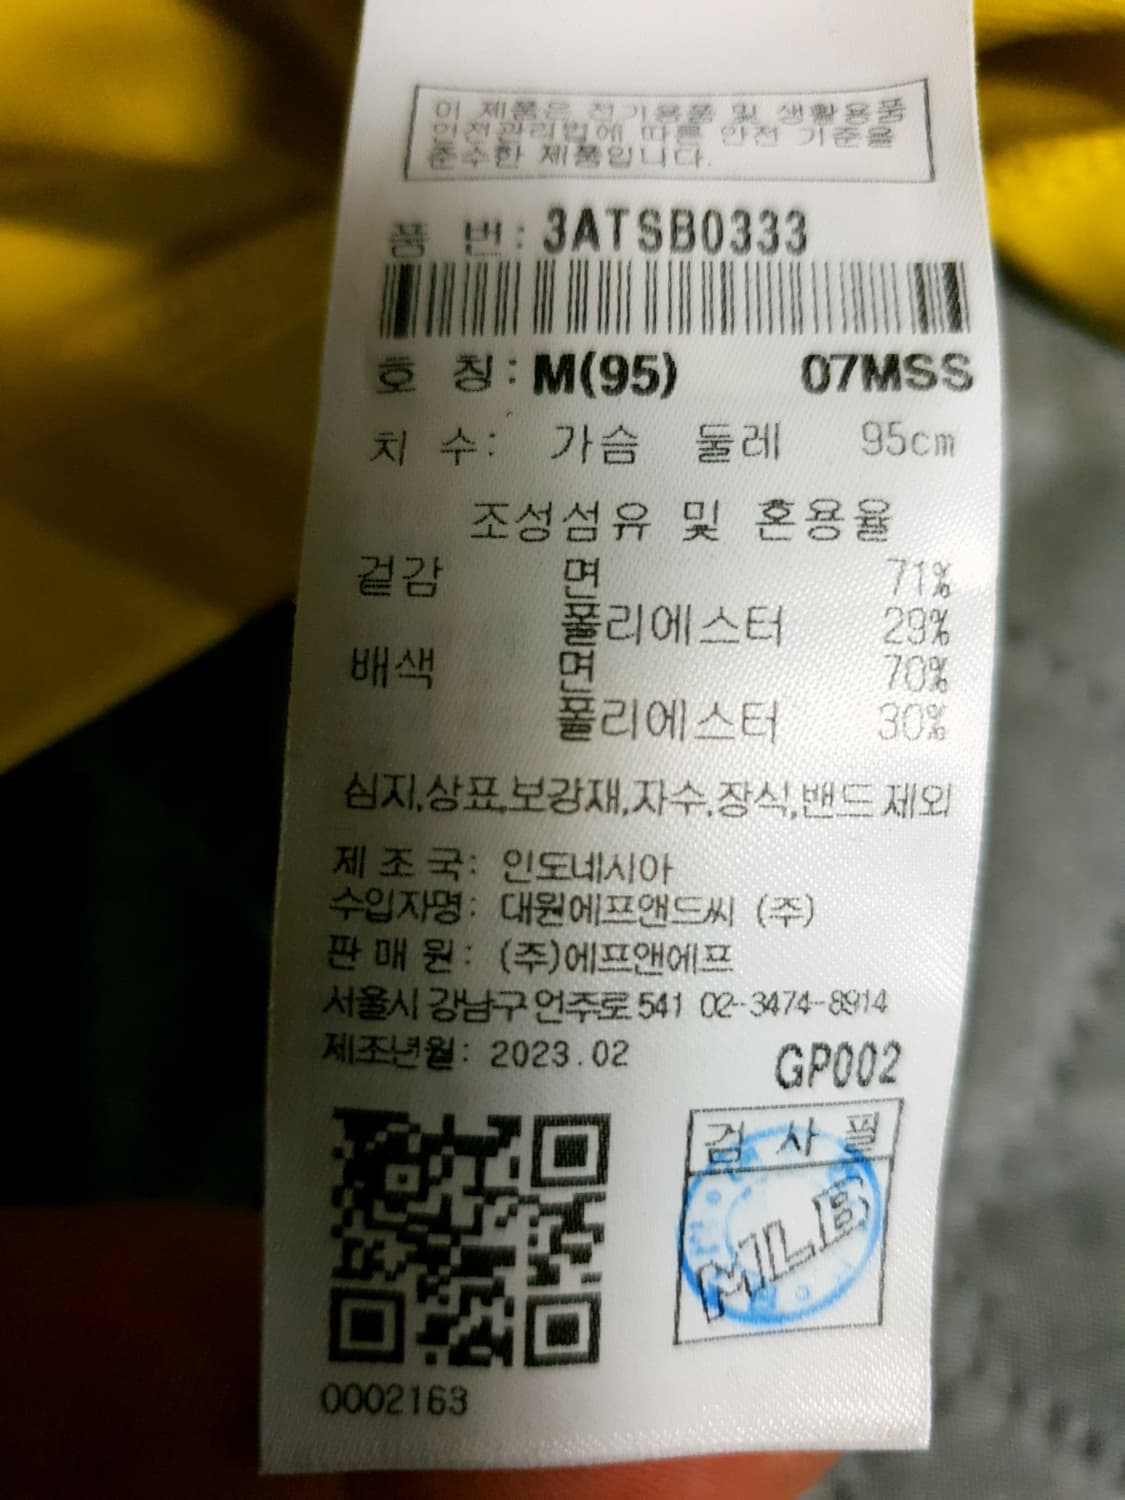 이 제품은 전기용품 및 생활용품
안전관리법에 따른 안전 기준을
준수한 제품입니다.
품 번: 3ATSB0333
호 칭: M(95) 07MSS
치 수: 가슴 둘레 95cm
조성섬유 및 혼용율
겉감 면 71%
폴리에스터 29%
배색 면 70%
폴리에스터 30%
심지,상표,보강재,자수,장식,밴드 제외
제 조 국: 인도네시아
수입자명: 대원에프앤드씨 (주)
판 매 원: (주)에프앤에프
서울시 강남구 언주로 541 02-3474-8914
제조년월: 2023.02
GP002
검 사 필
MLB
0002163